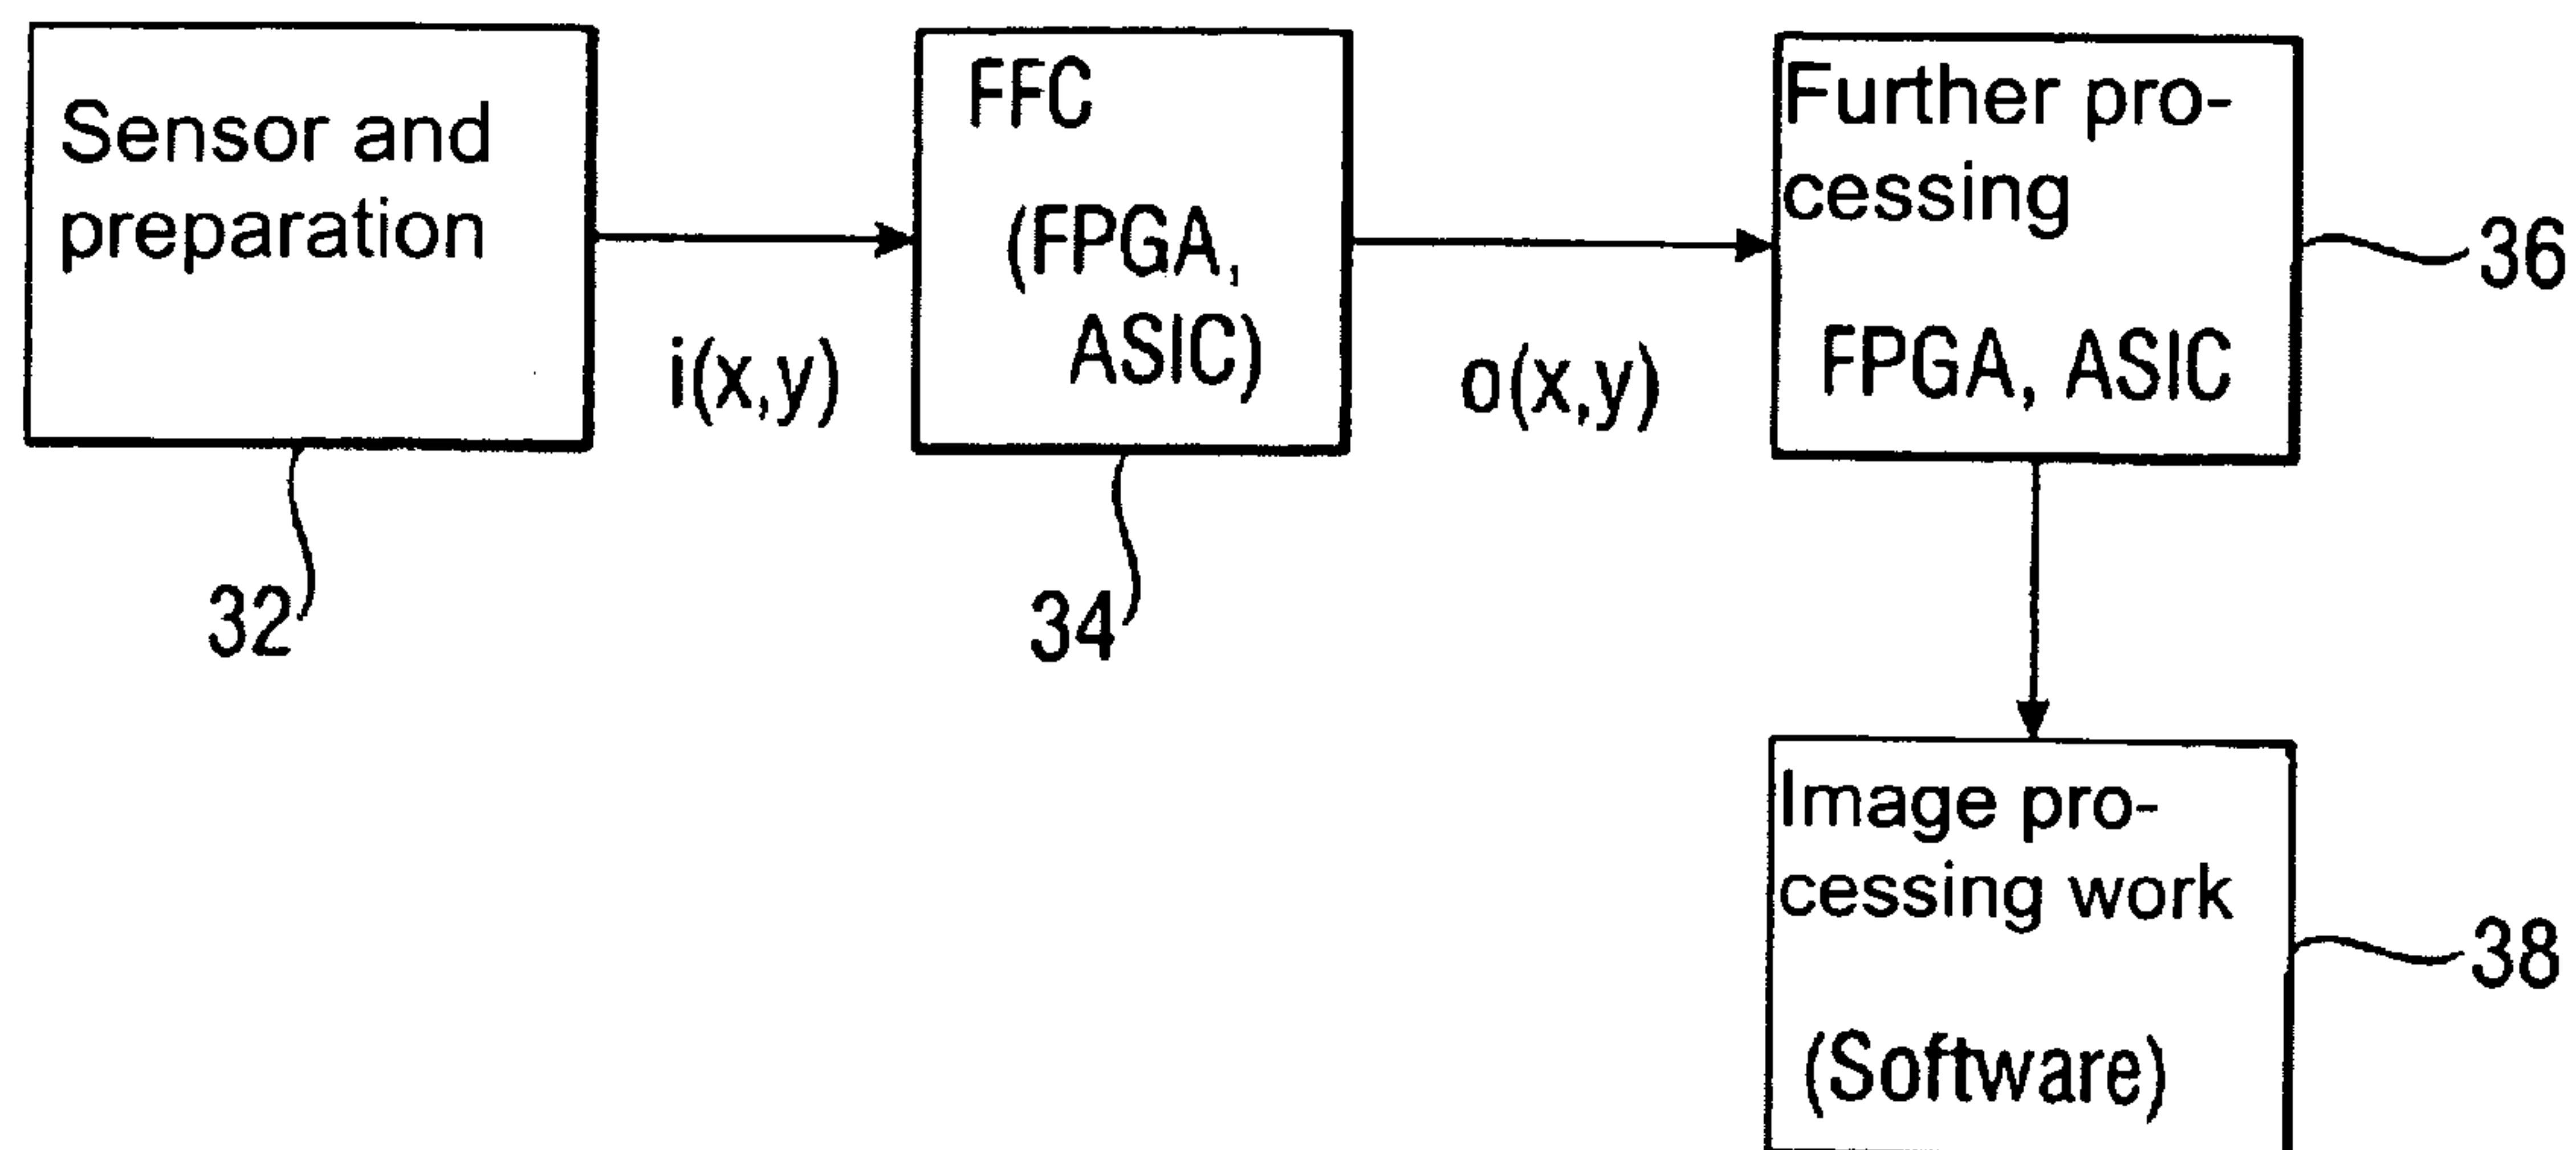 Sensor and
preparation
32
i(x,y)
FFC
(FPGA,
ASIC)
34
o(x,y)
Further pro-
cessing
FPGA, ASIC
36
Image pro-
cessing work
(Software)
38